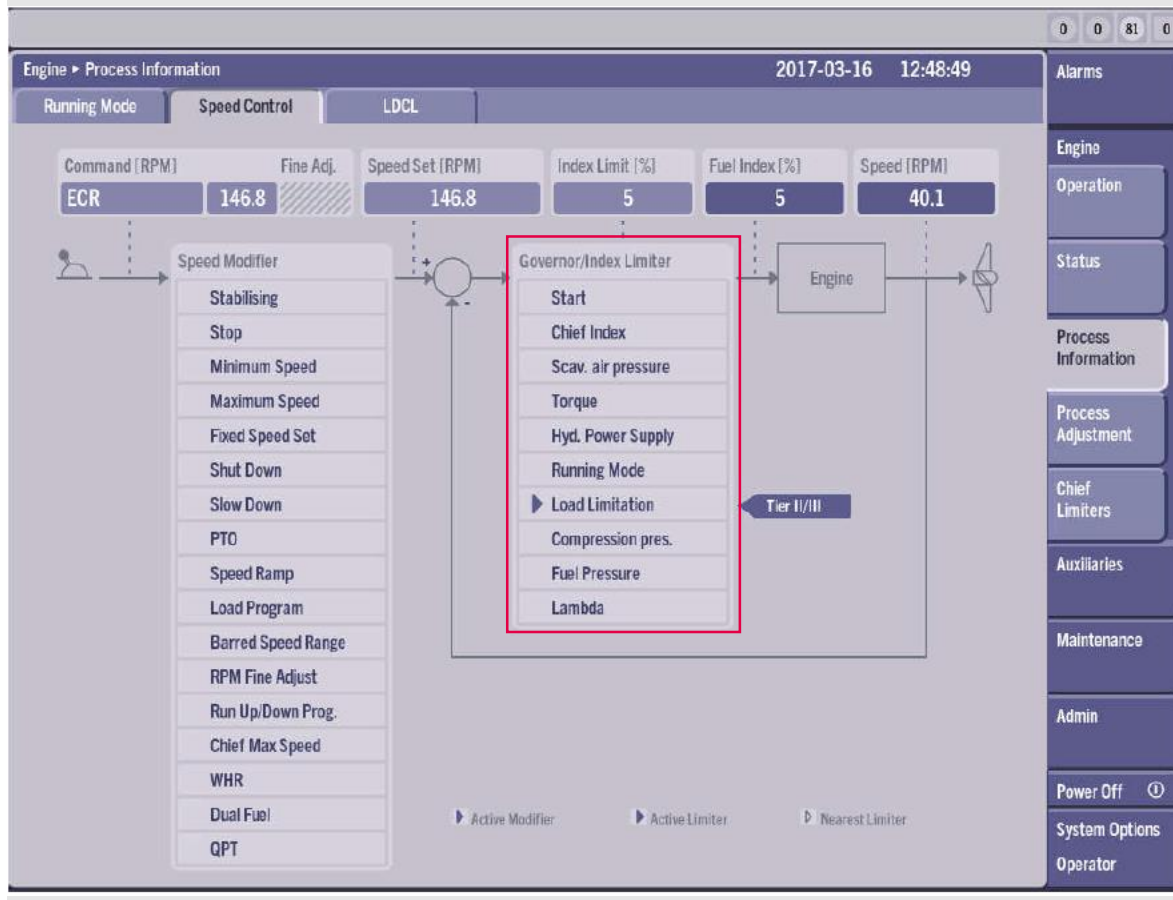 0 0 81 0
Engine ▸ Process Information 2017-03-16 12:48:49
Running Mode Speed Control LDCL
Command [RPM] Fine Adj. Speed Set [RPM] Index Limit [%] Fuel Index [%] Speed [RPM]
ECR 146.8 146.8 5 5 40.1
Speed Modifier
Stabilising
Stop
Minimum Speed
Maximum Speed
Fixed Speed Set
Shut Down
Slow Down
PTO
Speed Ramp
Load Program
Barred Speed Range
RPM Fine Adjust
Run Up/Down Prog.
Chief Max Speed
WHR
Dual Fuel
QPT
+
-
Governor/Index Limiter
Start
Chief Index
Scav. air pressure
Torque
Hyd. Power Supply
Running Mode
Load Limitation
Compression pres.
Fuel Pressure
Lambda
Tier II/III
Engine
Active Modifier Active Limiter Nearest Limiter
Alarms
Engine
Operation
Status
Process
Information
Process
Adjustment
Chief
Limiters
Auxiliaries
Maintenance
Admin
Power Off
System Options
Operator